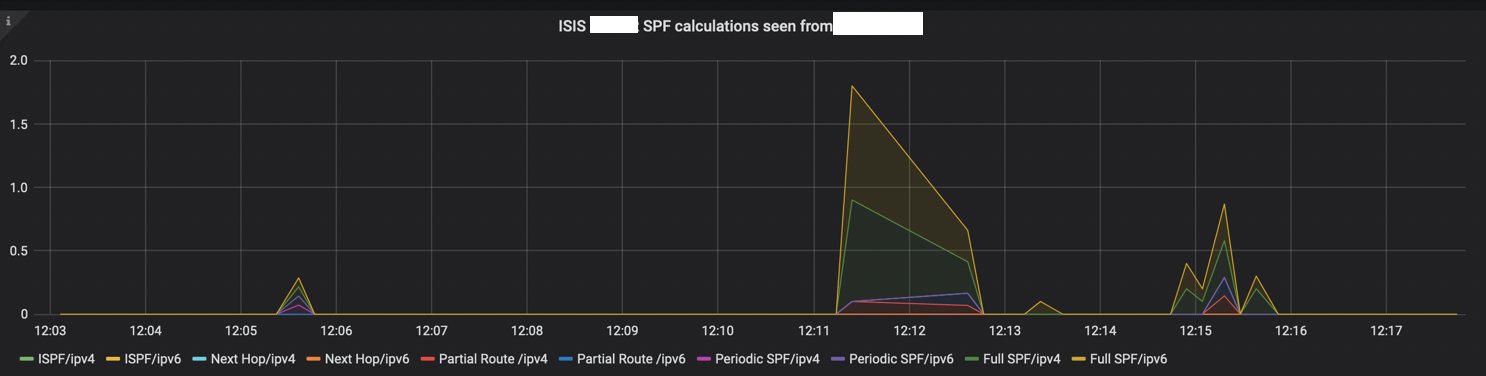 i
ISIS SPF calculations seen from
2.0
1.5
1.0
0.5
0
12:03 12:04 12:05 12:06 12:07 12:08 12:09 12:10 12:11 12:12 12:13 12:14 12:15 12:16 12:17
ISPF/ipv4 ISPF/ipv6 Next Hop/ipv4 Next Hop/ipv6 Partial Route /ipv4 Partial Route /ipv6 Periodic SPF/ipv4 Periodic SPF/ipv6 Full SPF/ipv4 Full SPF/ipv6